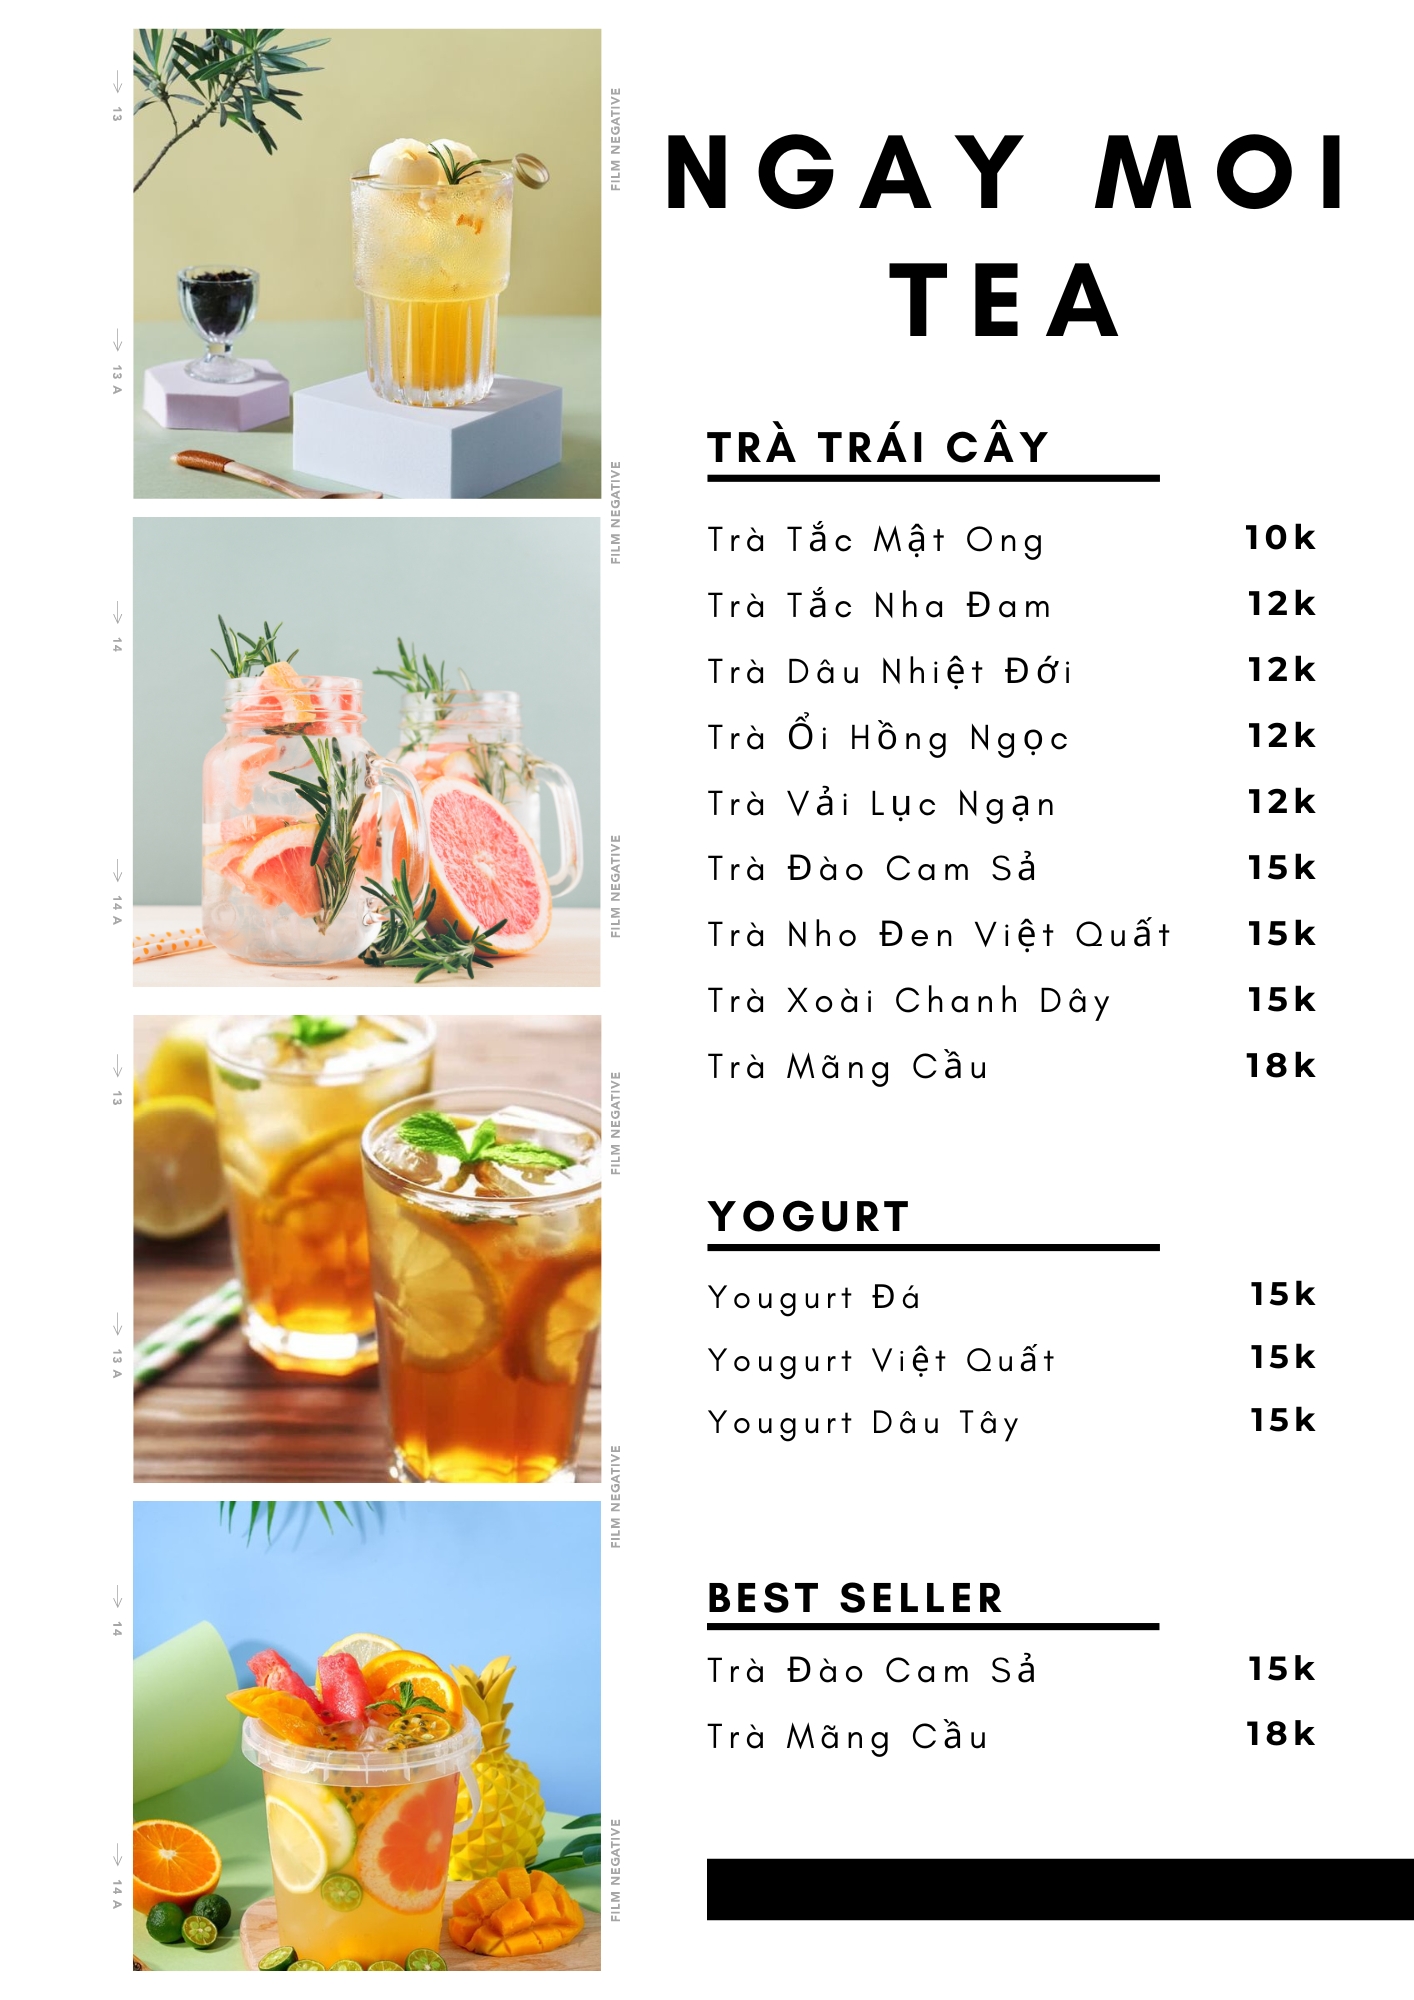 NGAY MOI
TEA
TRÀ TRÁI CÂY
Trà Tắc Mật Ong 10k
Trà Tắc Nha Đam 12k
Trà Dâu Nhiệt Đới 12k
Trà Ổi Hồng Ngọc 12k
Trà Vải Lục Ngạn 12k
Trà Đào Cam Sả 15k
Trà Nho Đen Việt Quất 15k
Trà Xoài Chanh Dây 15k
Trà Mãng Cầu 18k
YOGURT
Yougurt Đá 15k
Yougurt Việt Quất 15k
Yougurt Dâu Tây 15k
BEST SELLER
Trà Đào Cam Sả 15k
Trà Mãng Cầu 18k
13
13 A
14
14 A
13
13 A
14
14 A
FILM NEGATIVE
FILM NEGATIVE
FILM NEGATIVE
FILM NEGATIVE
FILM NEGATIVE
FILM NEGATIVE